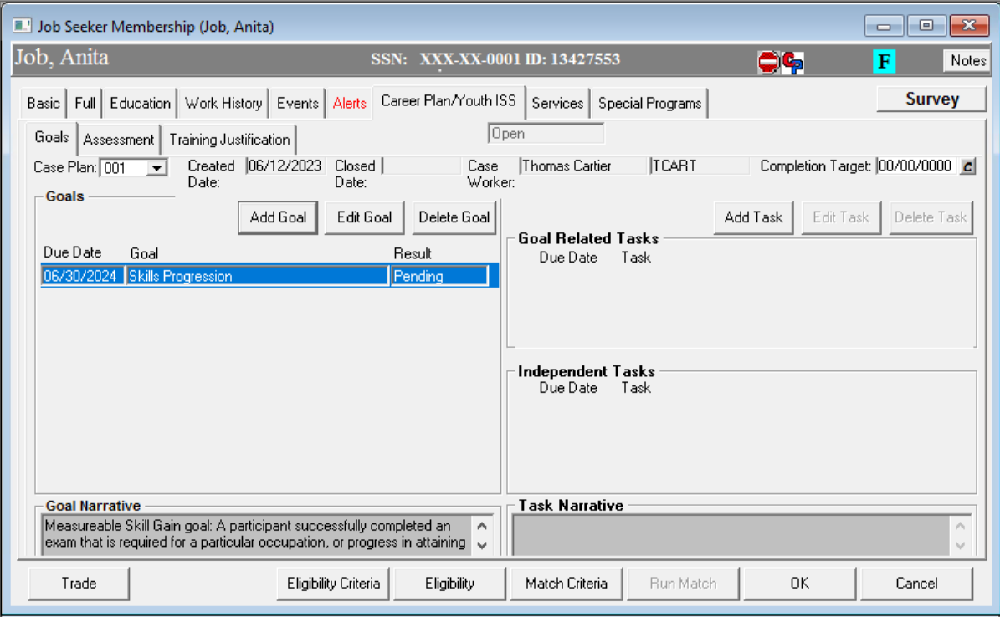 Job Seeker Membership (Job, Anita)
Job, Anita SSN: XXX-XX-0001 ID: 13427553 CP F Notes
Basic Full Education Work History Events Alerts Career Plan/Youth ISS Services Special Programs Survey
Goals Assessment Training Justification Open
Case Plan: 001 Created Date: 06/12/2023 Closed Date: Case Worker: Thomas Cartier TCART Completion Target: 00/00/0000 C
Goals
Add Goal Edit Goal Delete Goal
Due Date Goal Result
06/30/2024 Skills Progression Pending
Add Task Edit Task Delete Task
Goal Related Tasks
Due Date Task
Independent Tasks
Due Date Task
Goal Narrative
Measureable Skill Gain goal: A participant successfully completed an
exam that is required for a particular occupation, or progress in attaining
Task Narrative
Trade Eligibility Criteria Eligibility Match Criteria Run Match OK Cancel